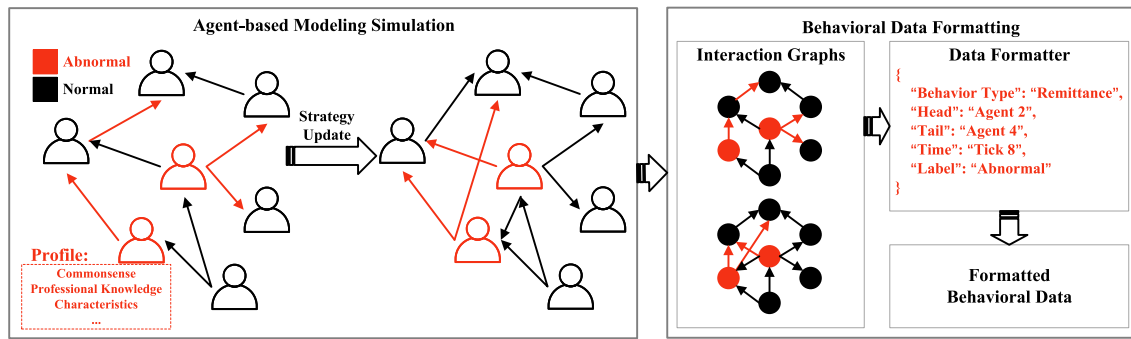 Agent-based Modeling Simulation
Abnormal
Normal
Strategy
Update
Profile:
Commonsense
Professional Knowledge
Characteristics
...
Behavioral Data Formatting
Interaction Graphs
Data Formatter
{
“Behavior Type”: “Remittance”,
“Head”: “Agent 2”,
“Tail”: “Agent 4”,
“Time”: “Tick 8”,
“Label”: “Abnormal”
}
Formatted
Behavioral Data